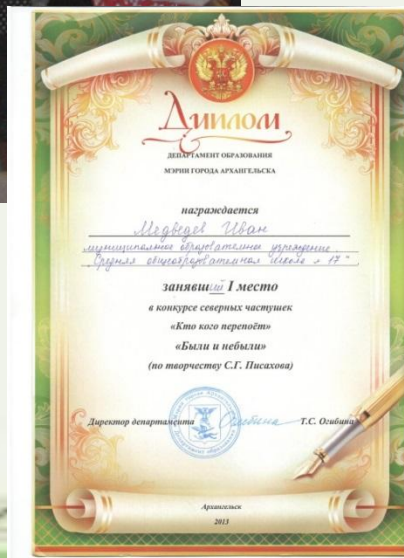 Диплом
ДЕПАРТАМЕНТ ОБРАЗОВАНИЯ
МЭРИИ ГОРОДА АРХАНГЕЛЬСКА
награждается
Медведев Иван
муниципальное образовательное учреждение
"Средняя общеобразовательная школа № 17"
занявший I место
в конкурсе северных частушек
«Кто кого перепоёт»
«Были и небыли»
(по творчеству С.Г. Писахова)
Директор департамента Т.С. Огибина
Архангельск
2013